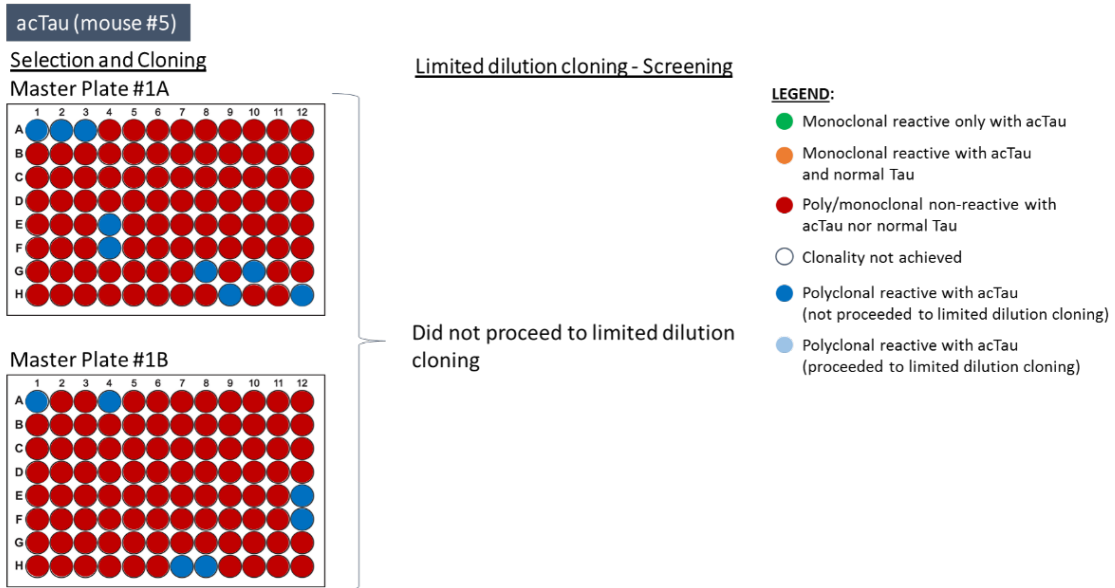 acTau (mouse #5)
Selection and Cloning
Master Plate #1A
1 2 3 4 5 6 7 8 9 10 11 12
A
B
C
D
E
F
G
H
Master Plate #1B
1 2 3 4 5 6 7 8 9 10 11 12
A
B
C
D
E
F
G
H
Limited dilution cloning - Screening
Did not proceed to limited dilution
cloning
LEGEND:
Monoclonal reactive only with acTau
Monoclonal reactive with acTau
and normal Tau
Poly/monoclonal non-reactive with
acTau nor normal Tau
Clonality not achieved
Polyclonal reactive with acTau
(not proceeded to limited dilution cloning)
Polyclonal reactive with acTau
(proceeded to limited dilution cloning)